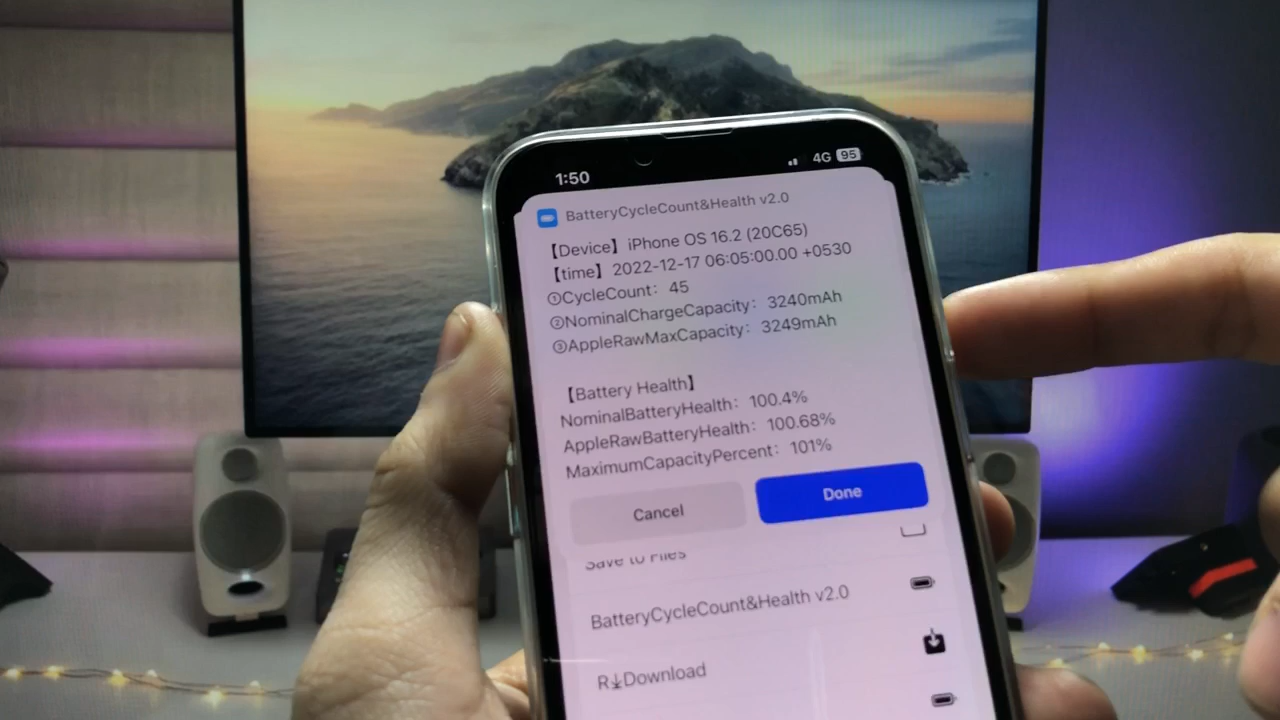 1:50
4G 95
BatteryCycleCount&Health v2.0
【Device】iPhone OS 16.2 (20C65)
【time】2022-12-17 06:05:00.00 +0530
①CycleCount： 45
②NominalChargeCapacity： 3240mAh
③AppleRawMaxCapacity： 3249mAh
【Battery Health】
NominalBatteryHealth： 100.4%
AppleRawBatteryHealth： 100.68%
MaximumCapacityPercent： 101%
Cancel
Done
Save to Files
BatteryCycleCount&Health v2.0
R↓Download